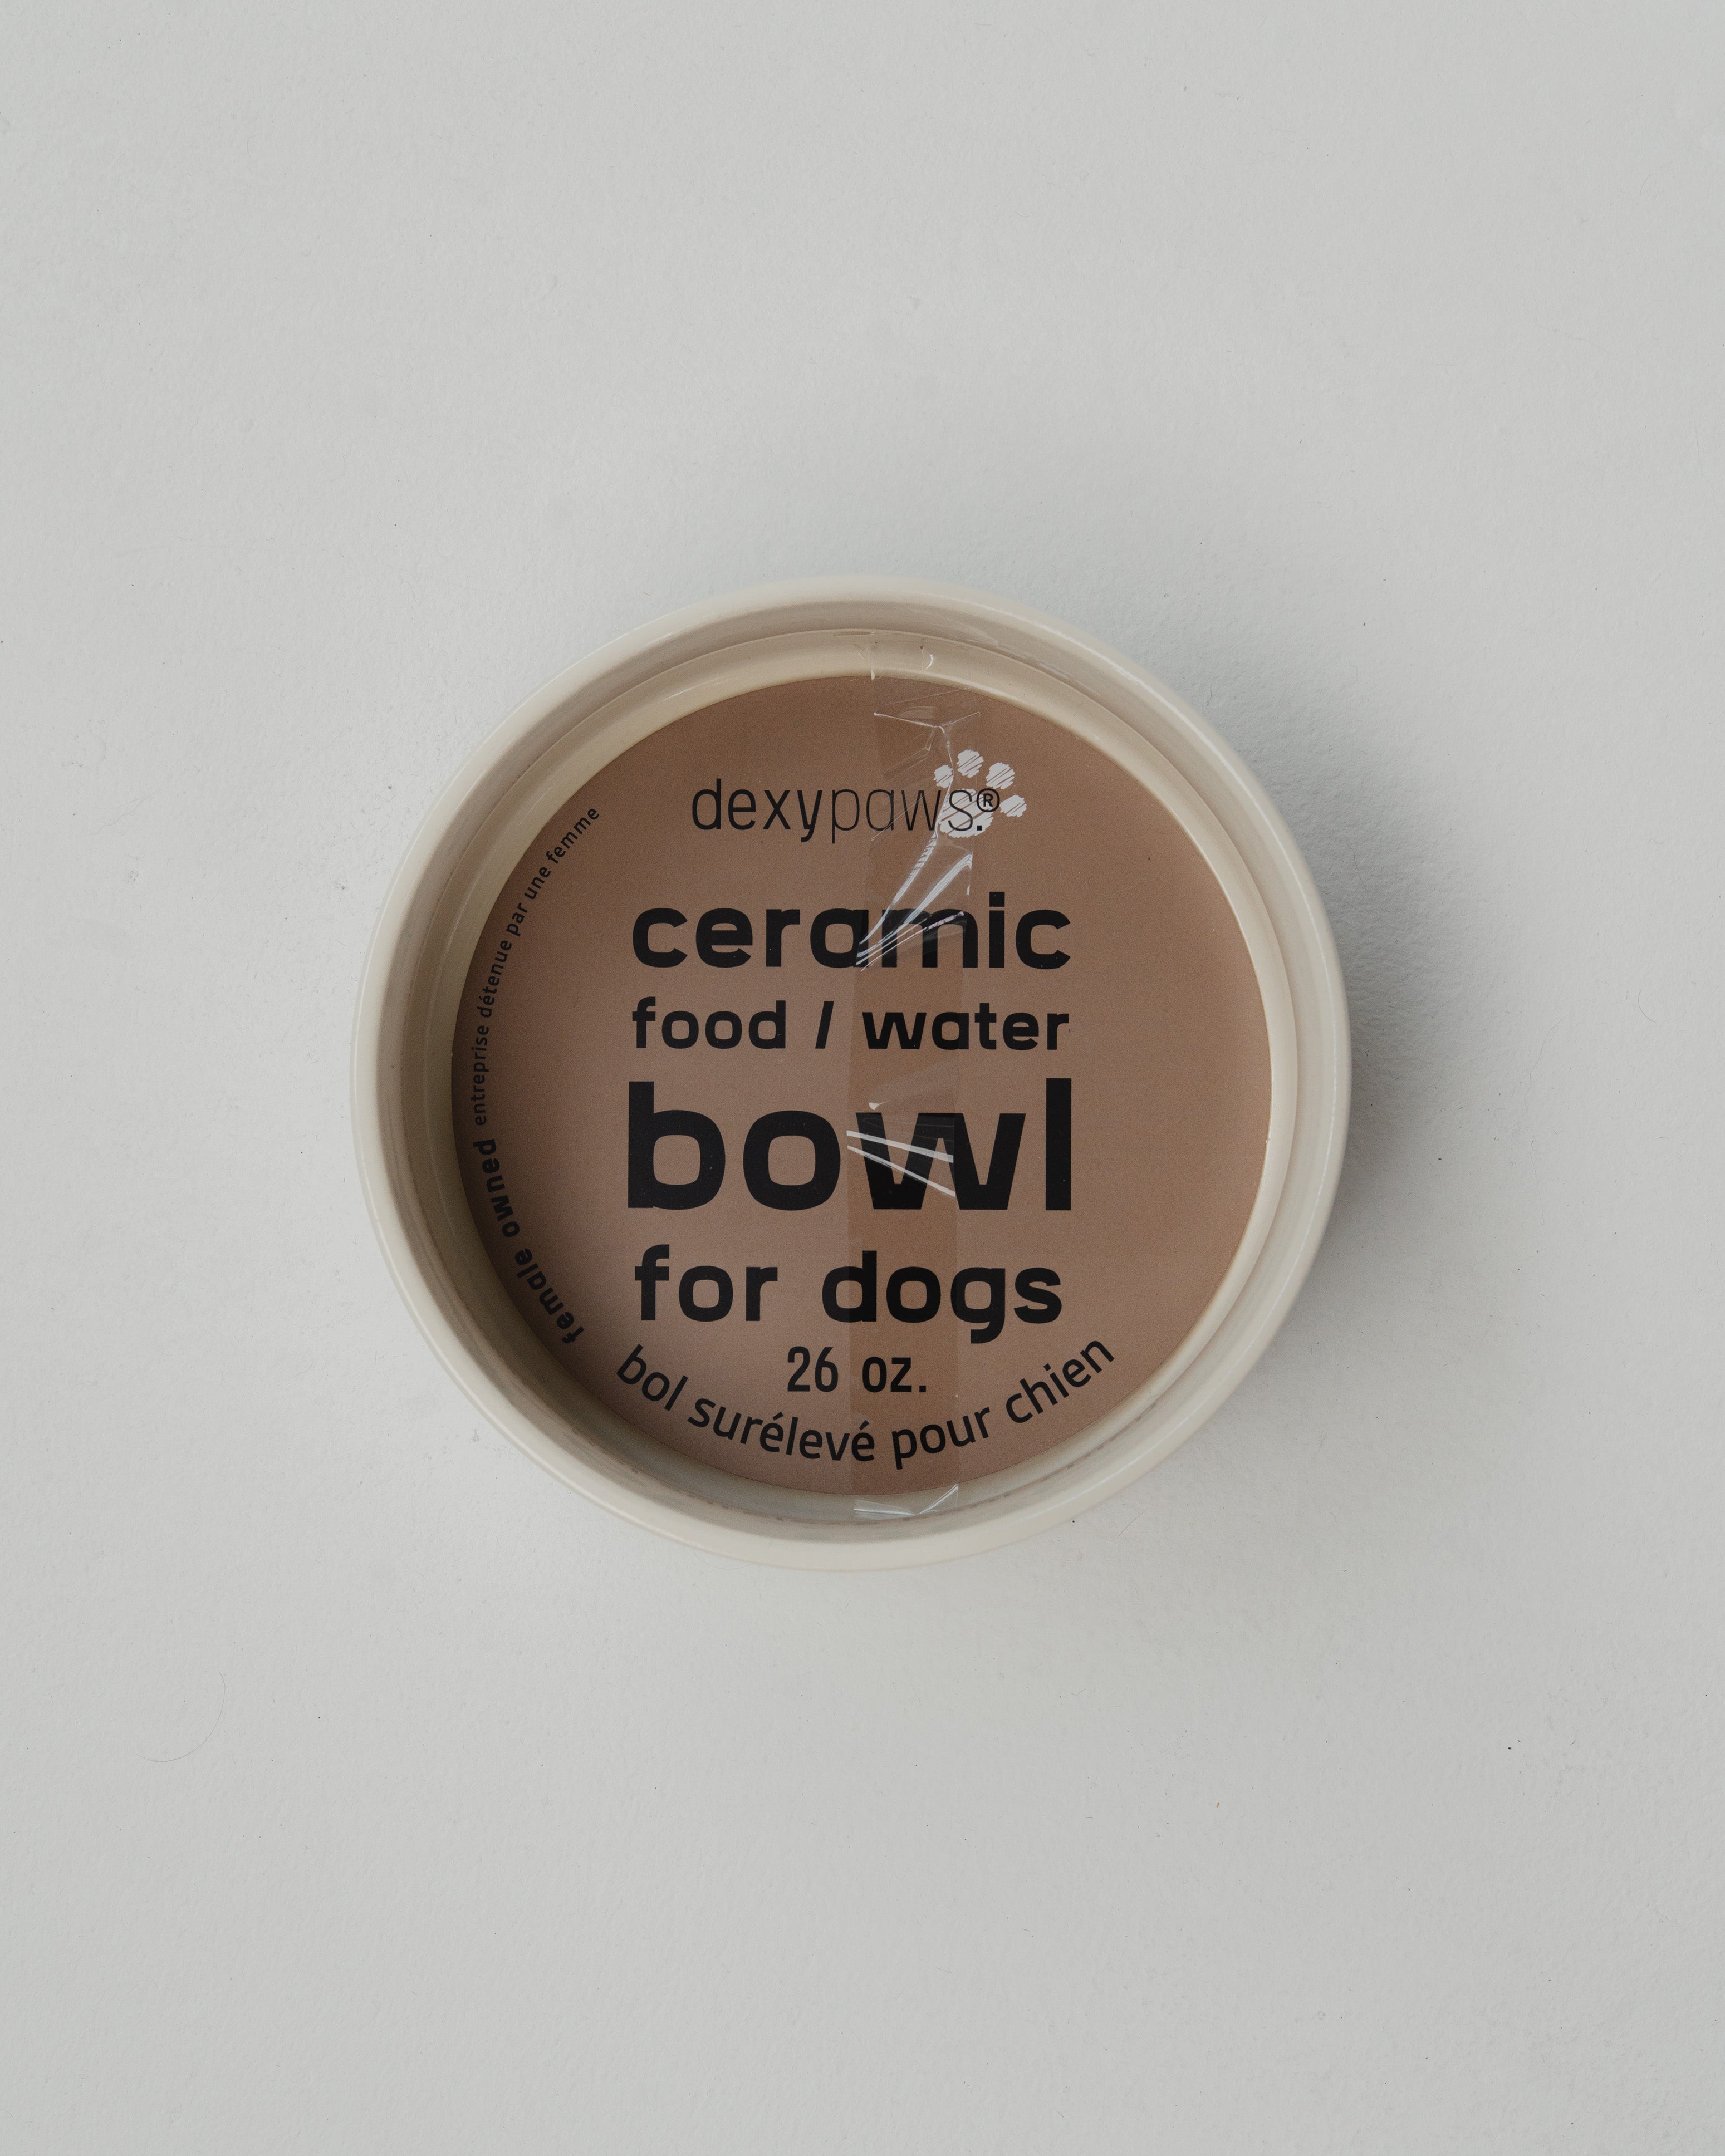 dexypaws.®
ceramic
food / water
bowl
for dogs
26 oz.
bol surélevé pour chien
female owned entreprise détenue par une femme